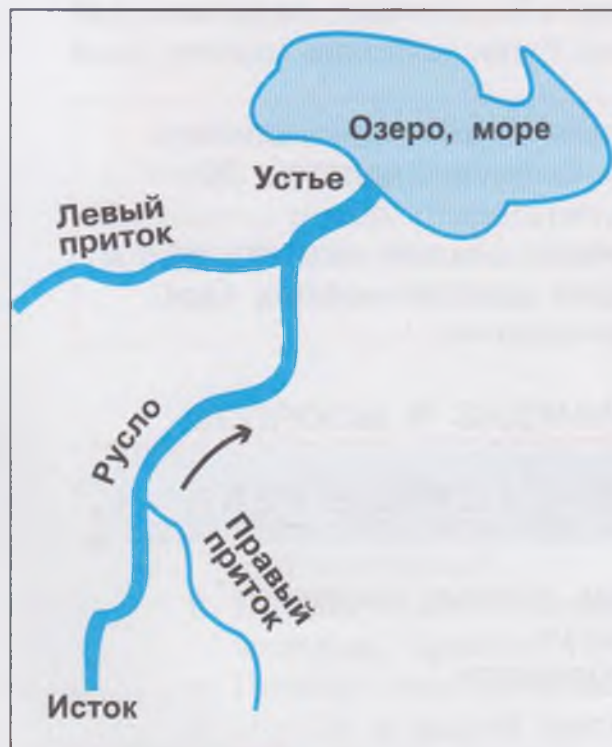 Озеро, море
Устье
Левый
приток
Русло
Правый
приток
Исток